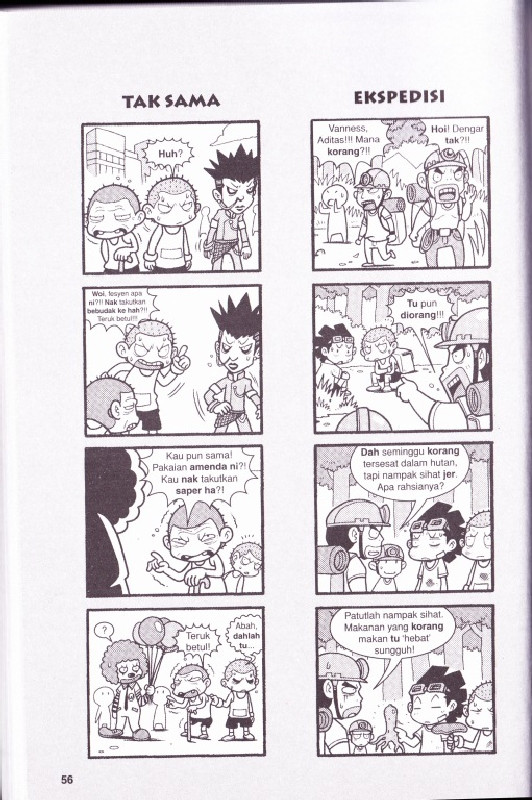 TAK SAMA
Huh?
Woi, fesyen apa
ni?!! Nak takutkan
bebudak ke hah?!!
Teruk betul!!!
Kau pun sama!
Pakaian amenda ni?!
Kau nak takutkan
saper ha?!!
?
Teruk
betul!
Abah,
dah lah
tu...
EKSPEDISI
Vanness,
Aditas!!! Mana
korang?!!
Hoi! Dengar
tak?!!
Tu pun
diorang!!!
Dah seminggu korang
tersesat dalam hutan,
tapi nampak sihat jer.
Apa rahsianya?
Patutlah nampak sihat.
Makanan yang korang
makan tu 'hebat'
sungguh!
56